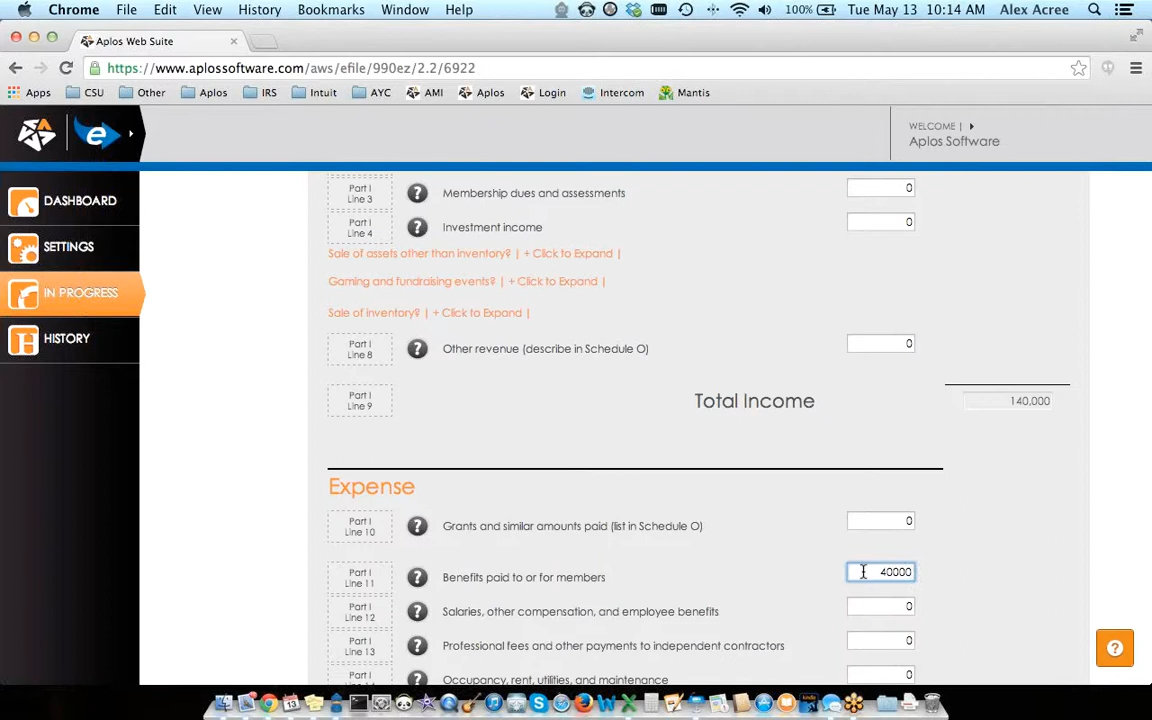 Chrome File Edit View History Bookmarks Window Help 100% Tue May 13 10:14 AM Alex Acree
Aplos Web Suite
https://www.aplossoftware.com/aws/efile/990ez/2.2/6922
Apps CSU Other Aplos IRS Intuit AYC AMI Aplos Login Intercom Mantis
e
WELCOME |
Aplos Software
DASHBOARD
SETTINGS
IN PROGRESS
HISTORY
Part I
Line 3
? Membership dues and assessments 0
Part I
Line 4
? Investment income 0
Sale of assets other than inventory? | + Click to Expand |
Gaming and fundraising events? | + Click to Expand |
Sale of inventory? | + Click to Expand |
Part I
Line 8
? Other revenue (describe in Schedule O) 0
Part I
Line 9
Total Income 140,000
Expense
Part I
Line 10
? Grants and similar amounts paid (list in Schedule O) 0
Part I
Line 11
? Benefits paid to or for members 40000
Part I
Line 12
? Salaries, other compensation, and employee benefits 0
Part I
Line 13
? Professional fees and other payments to independent contractors 0
Part I
? Occupancy, rent, utilities, and maintenance 0
?